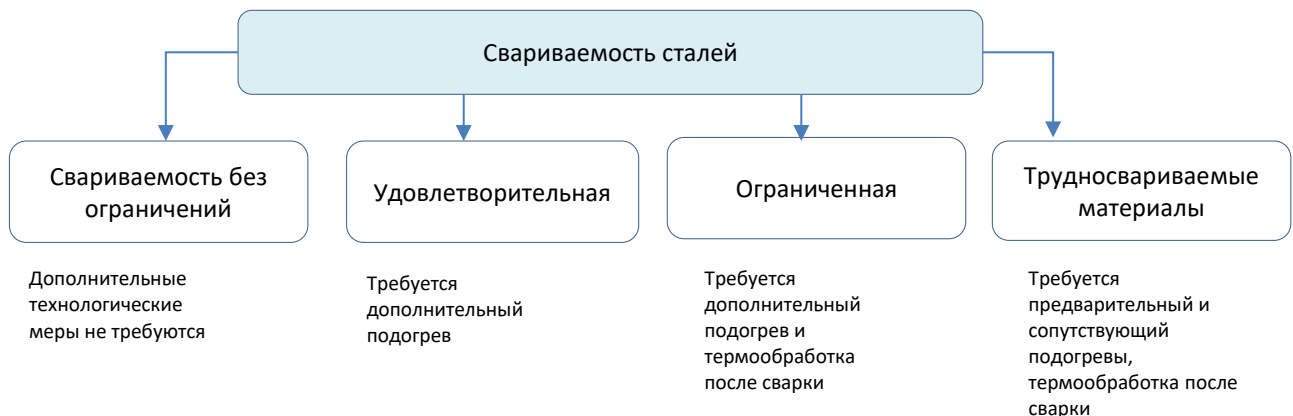 Свариваемость сталей
Свариваемость без
ограничений
Удовлетворительная
Ограниченная
Трудносвариваемые
материалы
Дополнительные
технологические
меры не требуются
Требуется
дополнительный
подогрев
Требуется
дополнительный
подогрев и
термообработка
после сварки
Требуется
предварительный и
сопутствующий
подогревы,
термообработка после
сварки